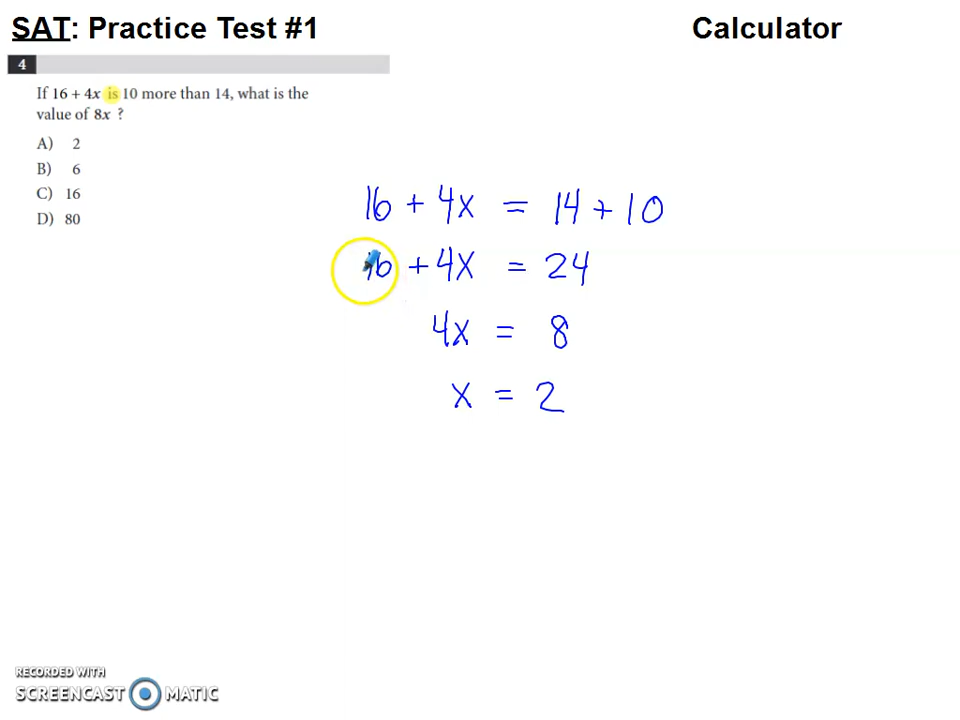 SAT: Practice Test #1 Calculator
4
If 16 + 4x is 10 more than 14, what is the
value of 8x ?
A) 2
B) 6
C) 16
D) 80
16 + 4x = 14 + 10
16 + 4x = 24
4x = 8
x = 2
RECORDED WITH
SCREENCAST MATIC